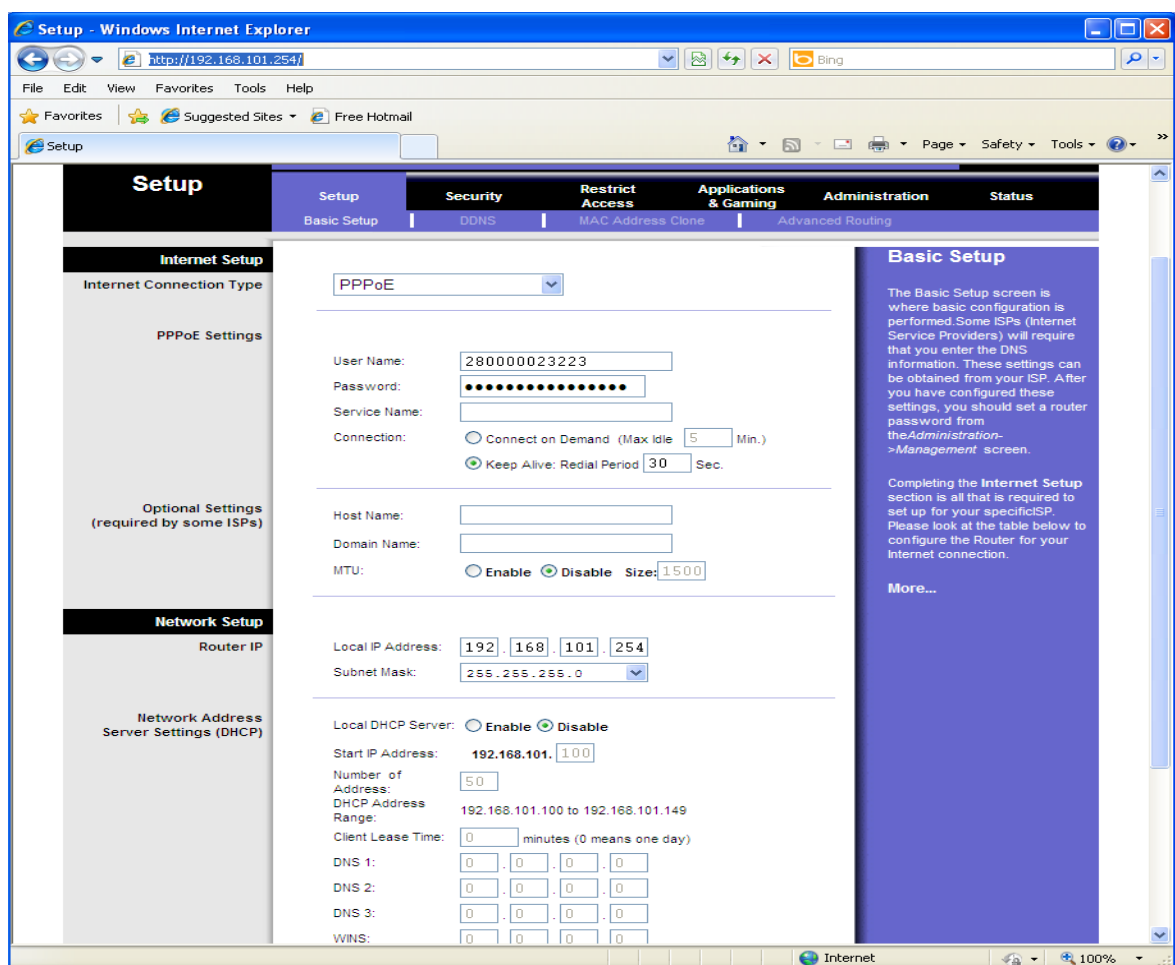 Setup - Windows Internet Explorer
http://192.168.101.254/
Bing
File Edit View Favorites Tools Help
Favorites Suggested Sites Free Hotmail
Setup
Page Safety Tools »
Setup
Setup Security Restrict Access Applications & Gaming Administration Status
Basic Setup DDNS MAC Address Clone Advanced Routing
Internet Setup
Internet Connection Type
PPPoE
PPPoE Settings
User Name: 280000023223
Password: ••••••••••••••••
Service Name:
Connection: Connect on Demand (Max Idle 5 Min.)
Keep Alive: Redial Period 30 Sec.
Optional Settings
(required by some ISPs)
Host Name:
Domain Name:
MTU: Enable Disable Size: 1500
Network Setup
Router IP
Local IP Address: 192 . 168 . 101 . 254
Subnet Mask: 255.255.255.0
Network Address
Server Settings (DHCP)
Local DHCP Server: Enable Disable
Start IP Address: 192.168.101. 100
Number of
Address: 50
DHCP Address
Range: 192.168.101.100 to 192.168.101.149
Client Lease Time: 0 minutes (0 means one day)
DNS 1: 0 . 0 . 0 . 0
DNS 2: 0 . 0 . 0 . 0
DNS 3: 0 . 0 . 0 . 0
WINS: 0 . 0 . 0 . 0
Basic Setup
The Basic Setup screen is
where basic configuration is
performed.Some ISPs (Internet
Service Providers) will require
that you enter the DNS
information. These settings can
be obtained from your ISP. After
you have configured these
settings, you should set a router
password from
theAdministration-
>Management screen.
Completing the Internet Setup
section is all that is required to
set up for your specificISP.
Please look at the table below to
configure the Router for your
Internet connection.
More...
Internet 100%